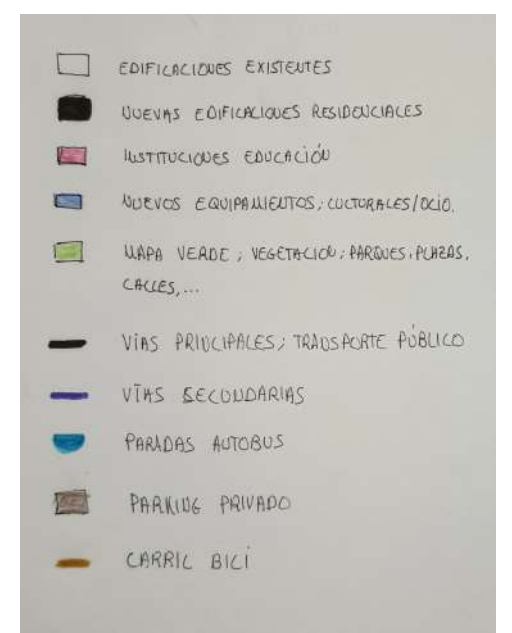 EDIFICACIONES EXISTENTES
NUEVAS EDIFICACIONES RESIDENCIALES
INSTITUCIONES EDUCACIÓN
NUEVOS EQUIPAMIENTOS; CULTURALES/OCIO.
MAPA VERDE; VEGETACION; PARQUES, PLAZAS,
CALLES,...
VÍAS PRINCIPALES; TRANSPORTE PÚBLICO
VÍAS SECUNDARIAS
PARADAS AUTOBUS
PARKING PRIVADO
CARRIL BICI